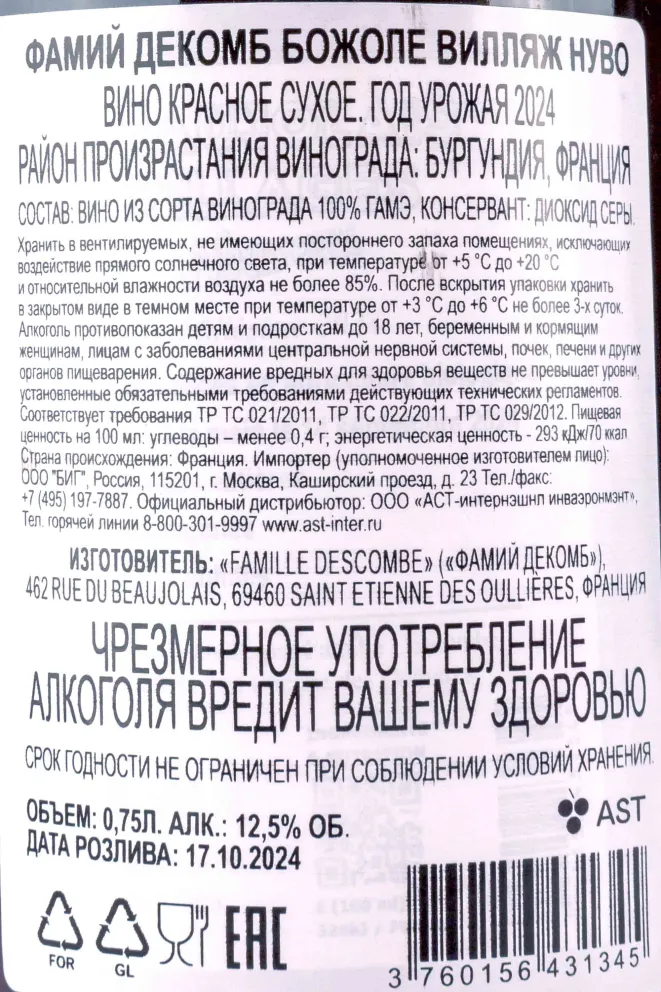 ФАМИЙ ДЕКОМБ БОЖОЛЕ ВИЛЛЯЖ НУВО
ВИНО КРАСНОЕ СУХОЕ. ГОД УРОЖАЯ 2024
РАЙОН ПРОИЗРАСТАНИЯ ВИНОГРАДА: БУРГУНДИЯ, ФРАНЦИЯ
СОСТАВ: ВИНО ИЗ СОРТА ВИНОГРАДА 100% ГАМЭ, КОНСЕРВАНТ: ДИОКСИД СЕРЫ.
Хранить в вентилируемых, не имеющих постороннего запаха помещениях, исключающих
воздействие прямого солнечного света, при температуре от +5 °C до +20 °C
и относительной влажности воздуха не более 85%. После вскрытия упаковки хранить
в закрытом виде в темном месте при температуре от +3 °C до +6 °C не более 3-х суток.
Алкоголь противопоказан детям и подросткам до 18 лет, беременным и кормящим
женщинам, лицам с заболеваниями центральной нервной системы, почек, печени и других
органов пищеварения. Содержание вредных для здоровья веществ не превышает уровни,
установленные обязательными требованиями действующих технических регламентов.
Соответствует требования ТР ТС 021/2011, ТР ТС 022/2011, ТР ТС 029/2012. Пищевая
ценность на 100 мл: углеводы – менее 0,4 г; энергетическая ценность - 293 кДж/70 ккал
Страна происхождения: Франция. Импортер (уполномоченное изготовителем лицо):
ООО "БИГ", Россия, 115201, г. Москва, Каширский проезд, д. 23 Тел./факс:
+7 (495) 197-7887. Официальный дистрибьютор: ООО «АСТ-интернэшнл инваэронмэнт»,
Тел. горячей линии 8-800-301-9997 www.ast-inter.ru
ИЗГОТОВИТЕЛЬ: «FAMILLE DESCOMBE» («ФАМИЙ ДЕКОМБ»),
462 RUE DU BEAUJOLAIS, 69460 SAINT ETIENNE DES OULLIERES, ФРАНЦИЯ
ЧРЕЗМЕРНОЕ УПОТРЕБЛЕНИЕ
АЛКОГОЛЯ ВРЕДИТ ВАШЕМУ ЗДОРОВЬЮ
СРОК ГОДНОСТИ НЕ ОГРАНИЧЕН ПРИ СОБЛЮДЕНИИ УСЛОВИЙ ХРАНЕНИЯ.
ОБЪЕМ: 0,75Л. АЛК.: 12,5% ОБ.
ДАТА РОЗЛИВА: 17.10.2024
AST
FOR
GL
EAC
3 760156 431345